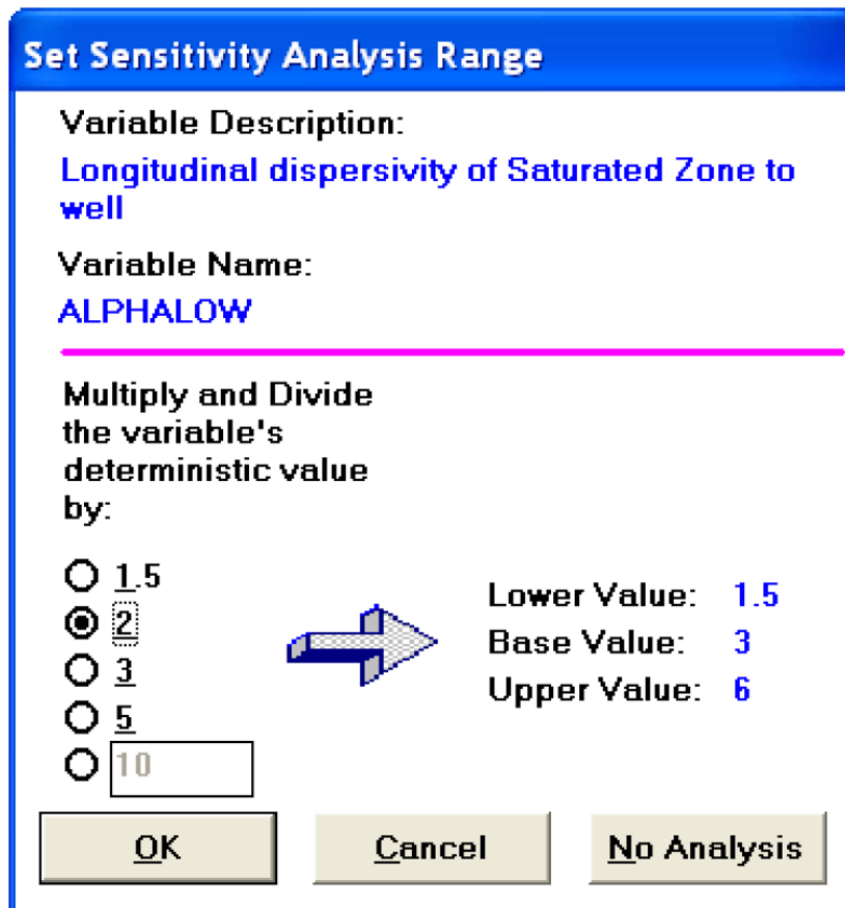 Set Sensitivity Analysis Range
Variable Description:
Longitudinal dispersivity of Saturated Zone to
well
Variable Name:
ALPHALOW
Multiply and Divide
the variable's
deterministic value
by:
1.5
2
3
5
10
Lower Value: 1.5
Base Value: 3
Upper Value: 6
OK
Cancel
No Analysis